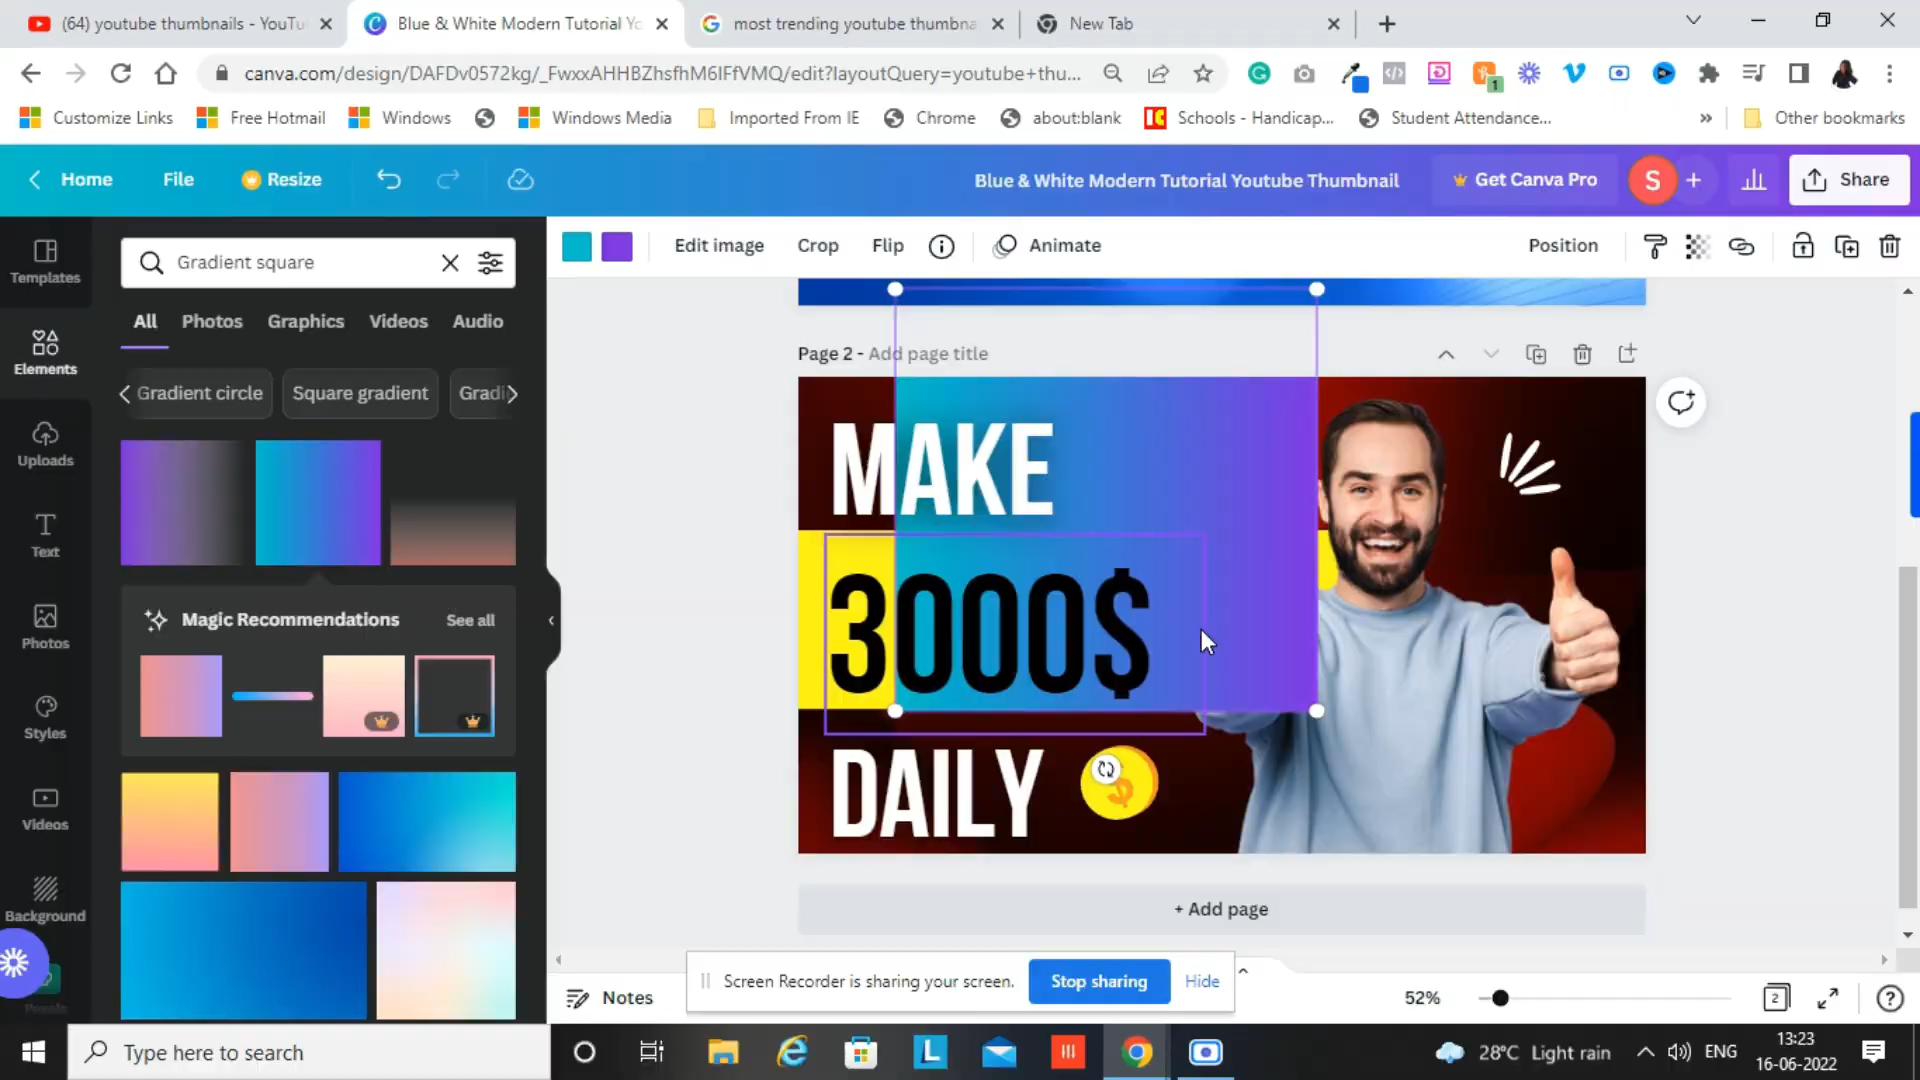 (64) youtube thumbnails - YouTu
Blue & White Modern Tutorial Yo
most trending youtube thumbna
New Tab
canva.com/design/DAFDv0572kg/_FwxxAHHBZhsfhM6lFfVMQ/edit?layoutQuery=youtube+thu...
1
Customize Links
Free Hotmail
Windows
Windows Media
Imported From IE
Chrome
about:blank
Schools - Handicap...
Student Attendance...
»
Other bookmarks
Home
File
Resize
Blue & White Modern Tutorial Youtube Thumbnail
Get Canva Pro
S
Share
Templates
Elements
Uploads
Text
Photos
Styles
Videos
Background
Pexels
Gradient square
All
Photos
Graphics
Videos
Audio
Gradient circle
Square gradient
Gradi
Magic Recommendations
See all
Edit image
Crop
Flip
Animate
Position
Page 2 - Add page title
MAKE
3000$
DAILY
$
+ Add page
Notes
Screen Recorder is sharing your screen.
Stop sharing
Hide
52%
2
Type here to search
L
28°C Light rain
ENG
13:23
16-06-2022